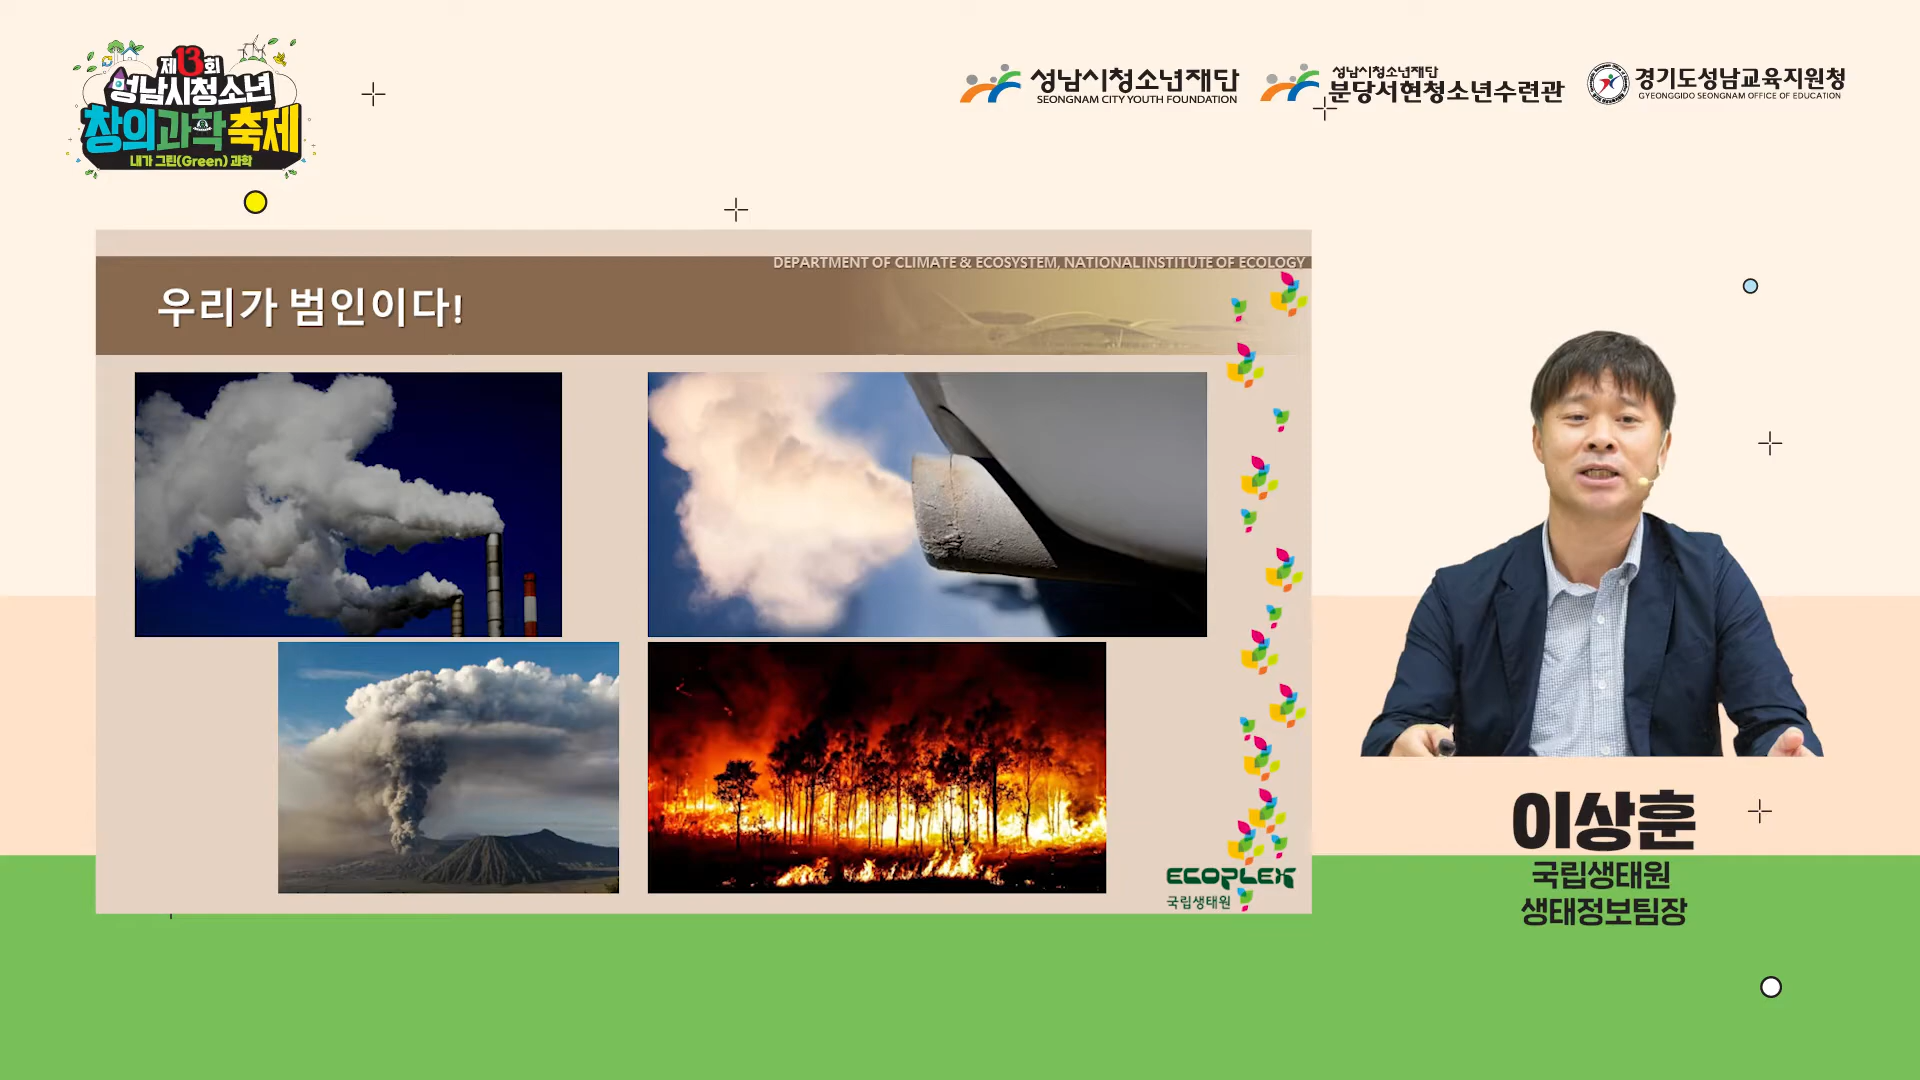 제13회
성남시청소년
창의과학축제
내가 그린(Green) 과학
성남시청소년재단
SEONGNAM CITY YOUTH FOUNDATION
성남시청소년재단
분당서현청소년수련관
경기도성남교육지원청
GYEONGGIDO SEONGNAM OFFICE OF EDUCATION
DEPARTMENT OF CLIMATE & ECOSYSTEM, NATIONAL INSTITUTE OF ECOLOGY
우리가 범인이다!
ECOPLEX
국립생태원
이상훈
국립생태원
생태정보팀장